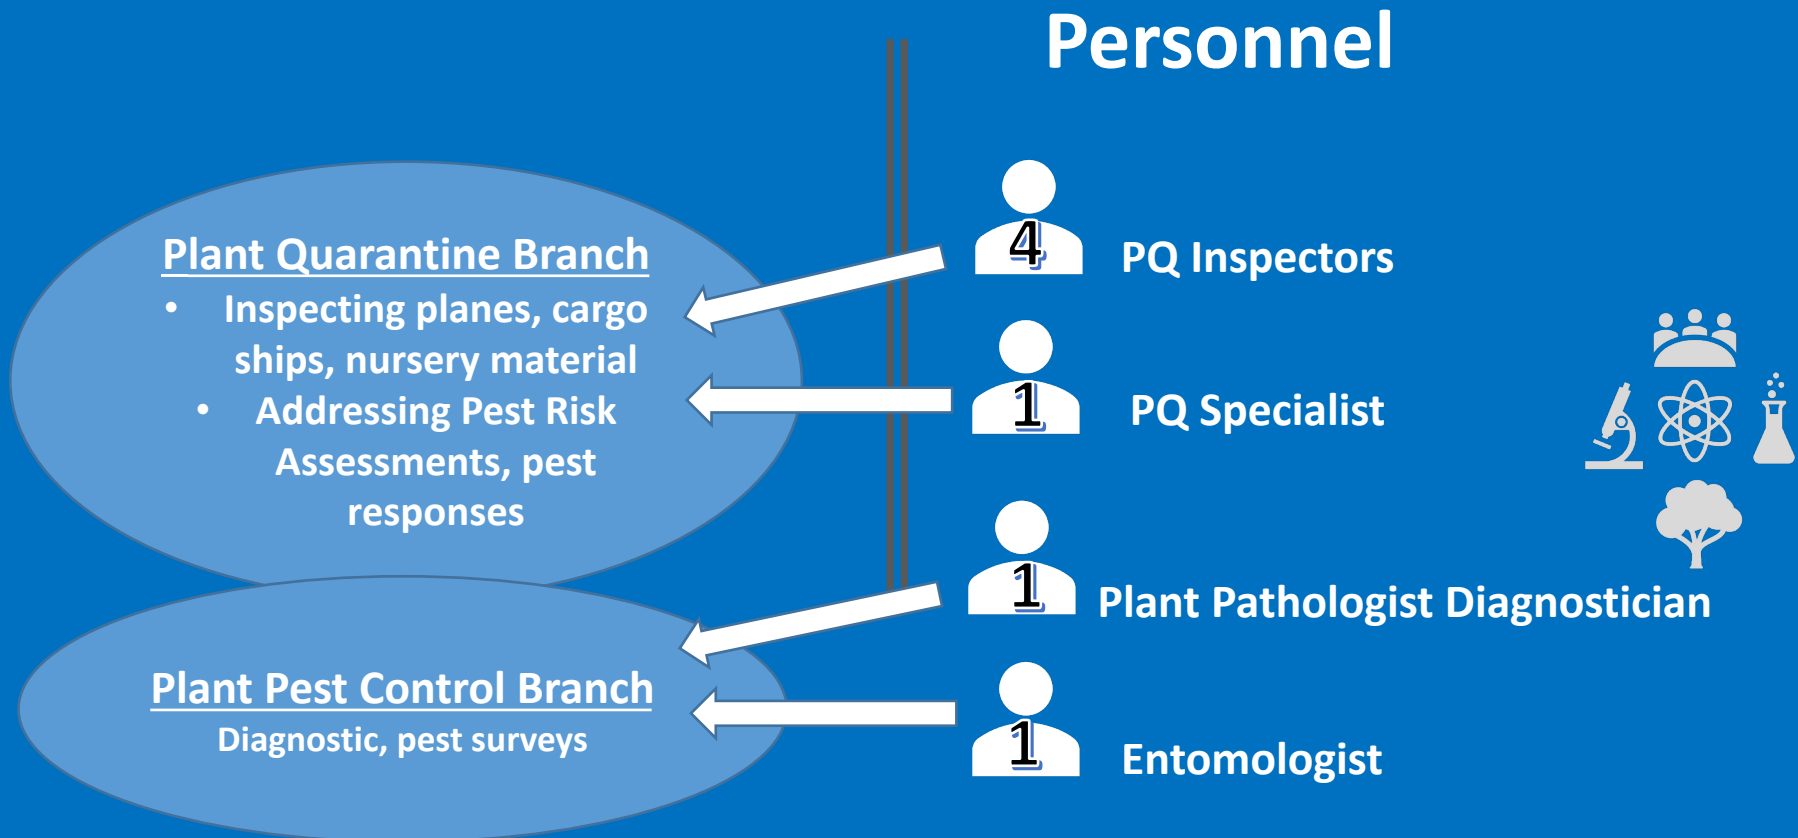 Personnel
Plant Quarantine Branch
• Inspecting planes, cargo
ships, nursery material
• Addressing Pest Risk
Assessments, pest
responses
Plant Pest Control Branch
Diagnostic, pest surveys
4 PQ Inspectors
1 PQ Specialist
1 Plant Pathologist Diagnostician
1 Entomologist